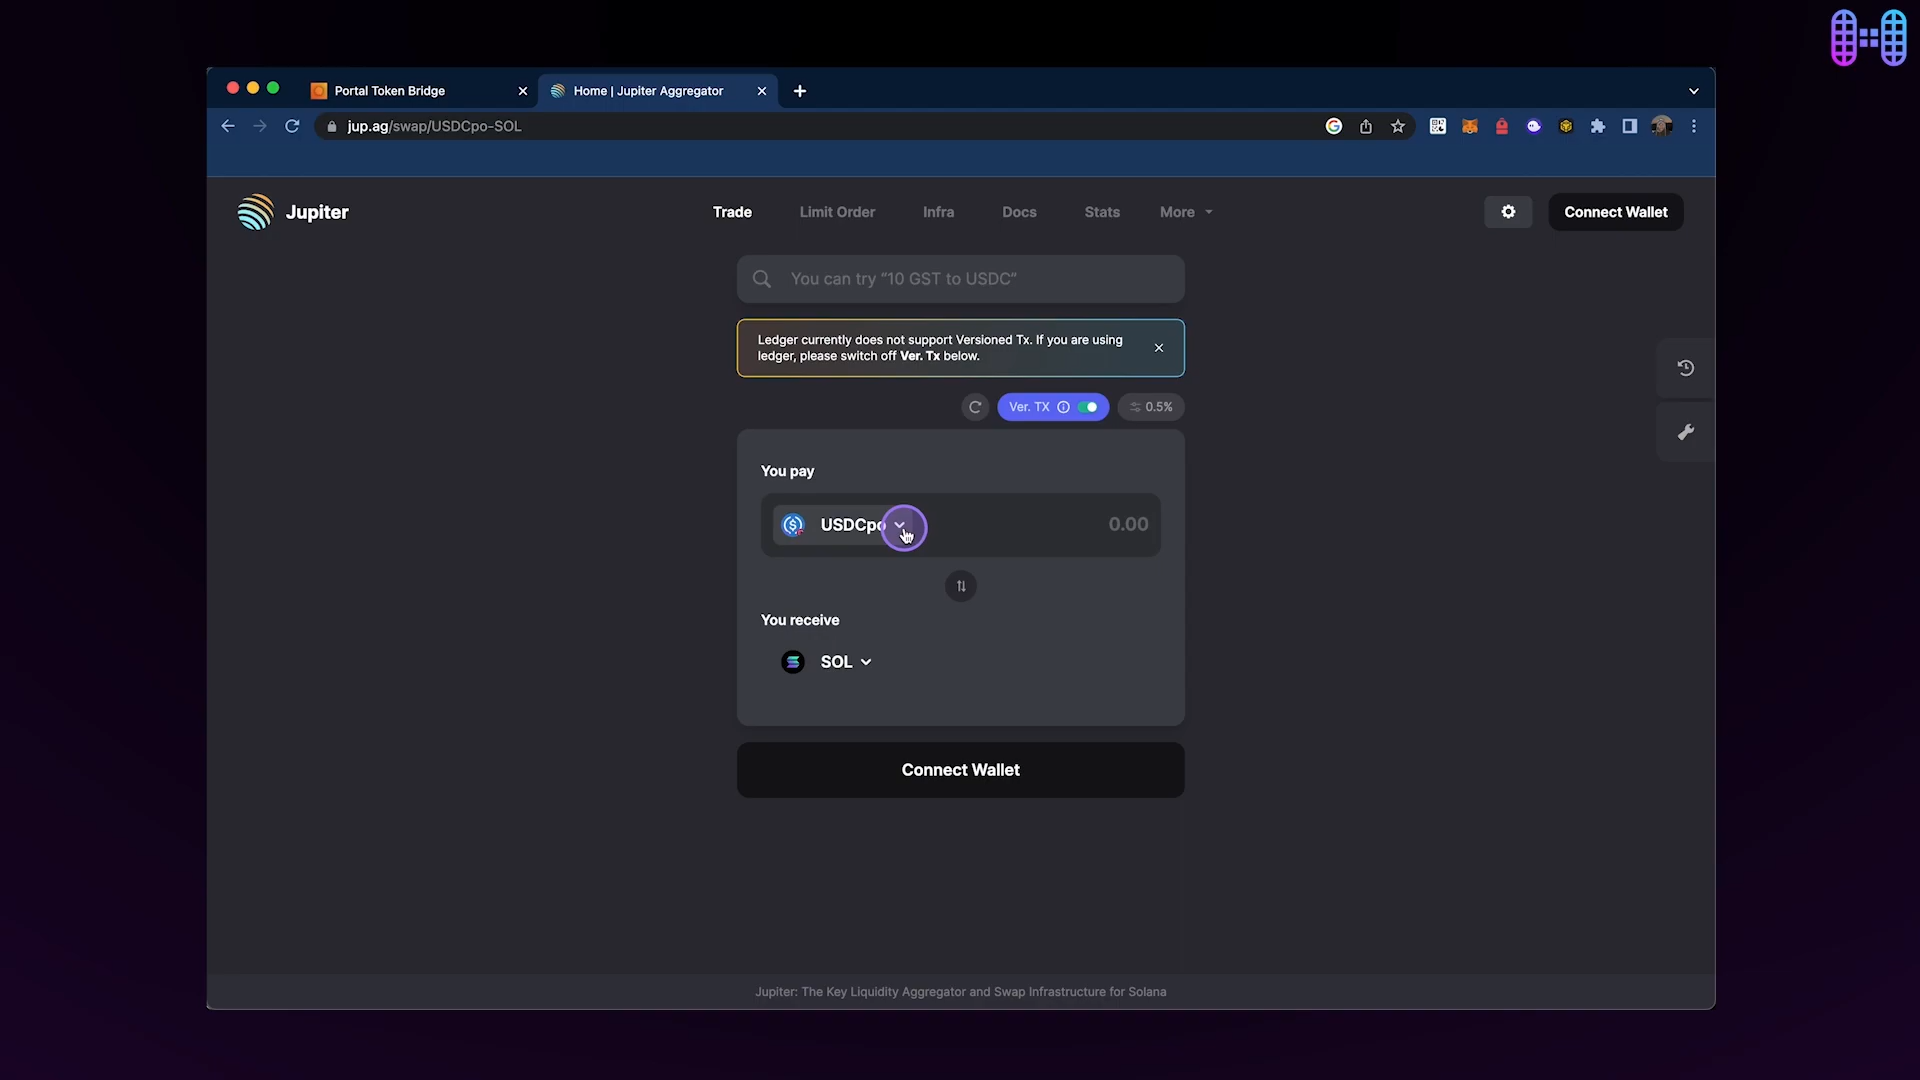 Portal Token Bridge
Home | Jupiter Aggregator
jup.ag/swap/USDCpo-SOL
Jupiter
Trade
Limit Order
Infra
Docs
Stats
More
Connect Wallet
You can try “10 GST to USDC”
Ledger currently does not support Versioned Tx. If you are using
ledger, please switch off Ver. Tx below.
Ver. TX
0.5%
You pay
USDCpo
0.00
You receive
SOL
Connect Wallet
Jupiter: The Key Liquidity Aggregator and Swap Infrastructure for Solana